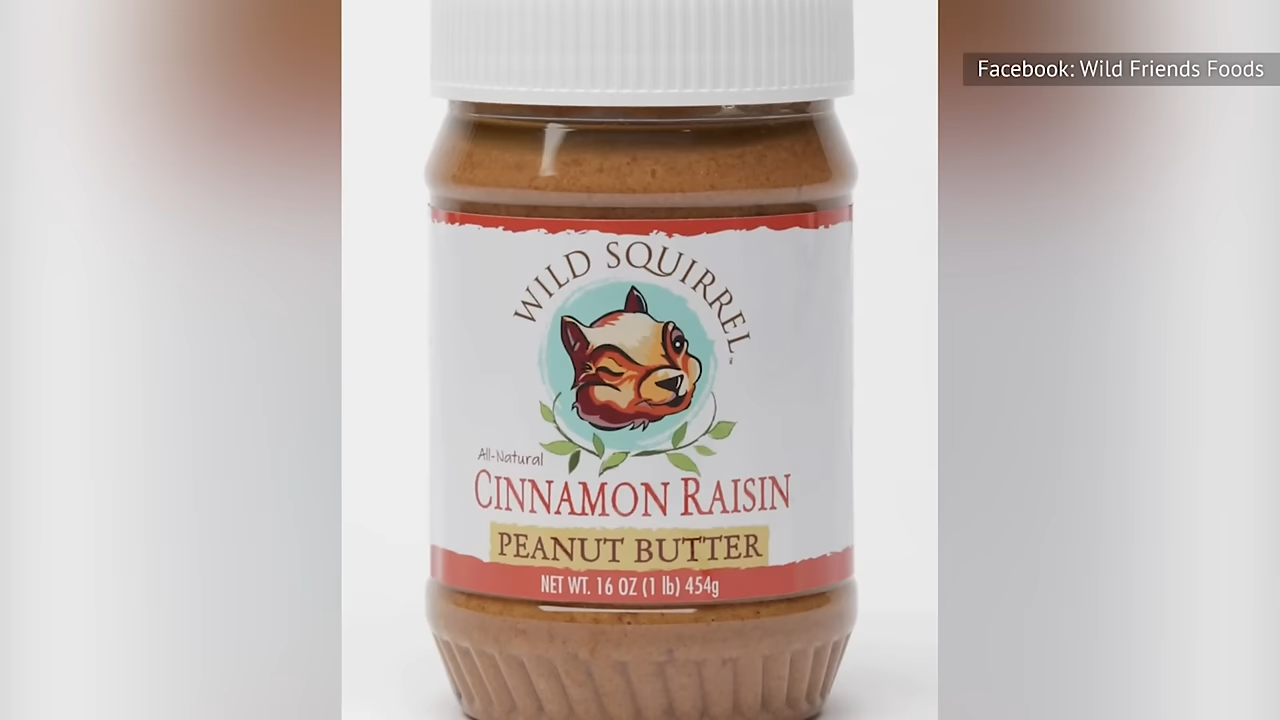 Facebook: Wild Friends Foods
WILD SQUIRREL
™
All-Natural
CINNAMON RAISIN
PEANUT BUTTER
NET WT. 16 OZ (1 lb) 454g